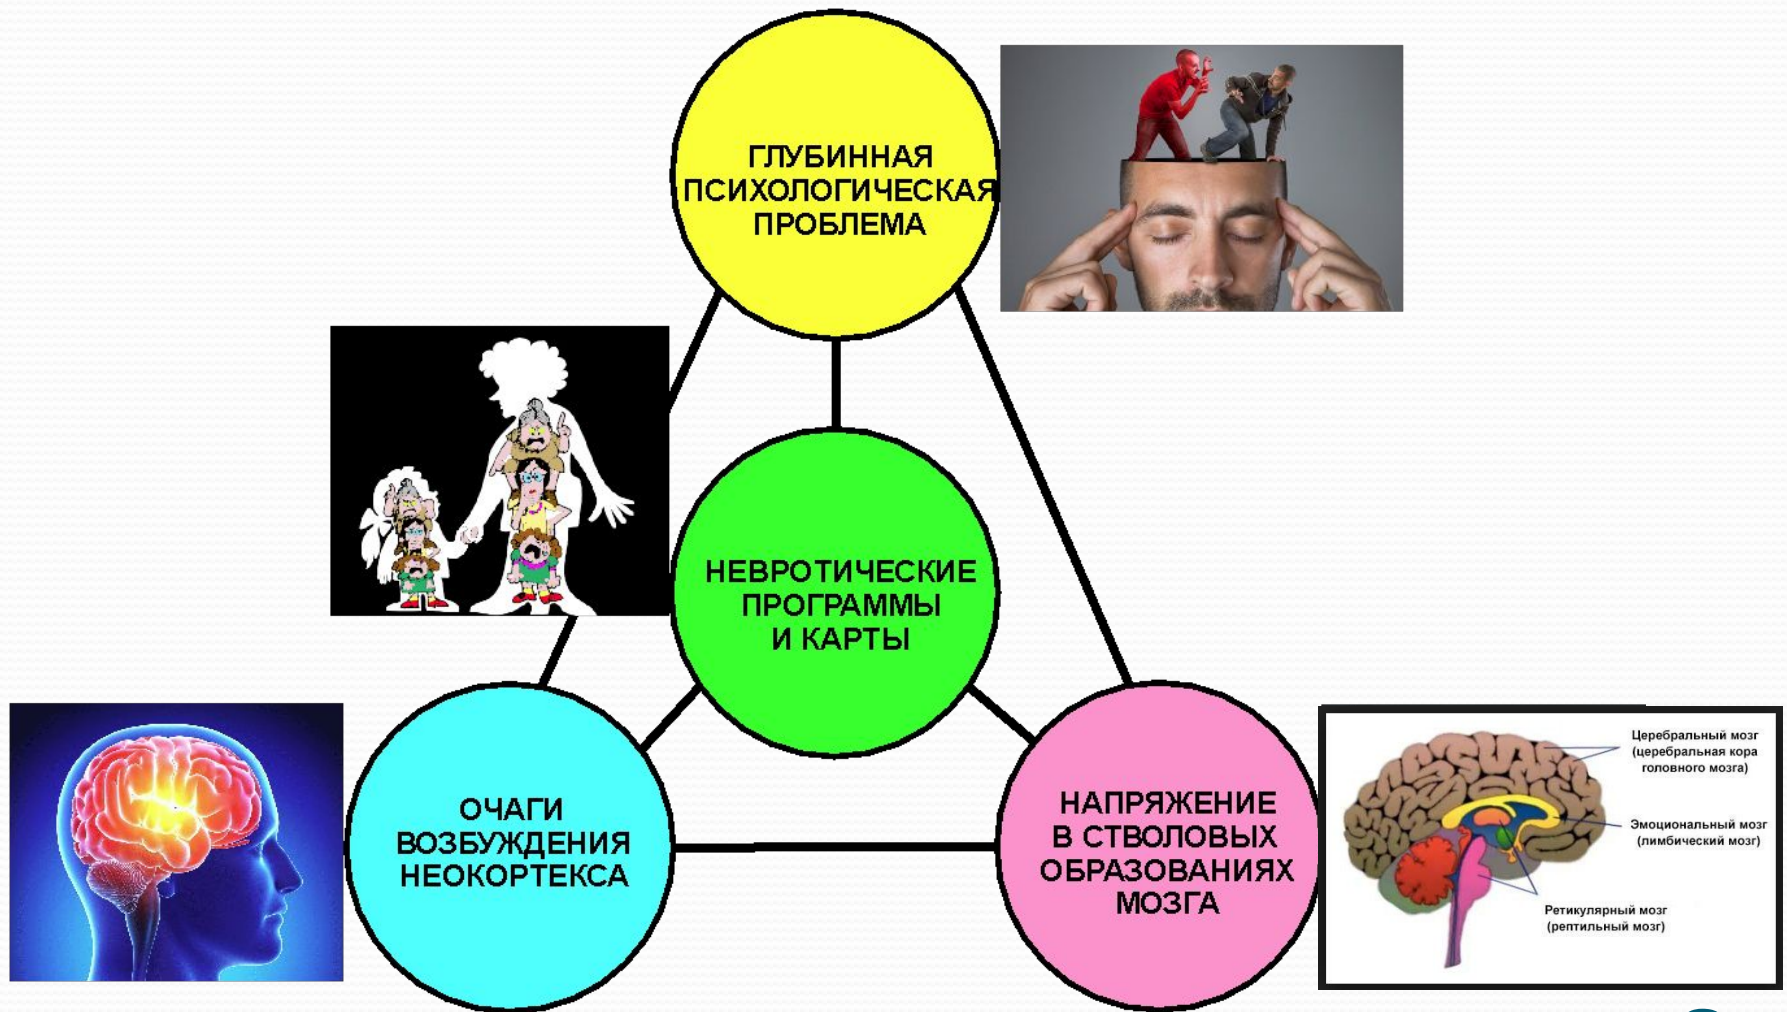 ГЛУБИННАЯ
ПСИХОЛОГИЧЕСКАЯ
ПРОБЛЕМА
НЕВРОТИЧЕСКИЕ
ПРОГРАММЫ
И КАРТЫ
ОЧАГИ
ВОЗБУЖДЕНИЯ
НЕОКОРТЕКСА
НАПРЯЖЕНИЕ
В СТВОЛОВЫХ
ОБРАЗОВАНИЯХ
МОЗГА
Церебральный мозг
(церебральная кора
головного мозга)
Эмоциональный мозг
(лимбический мозг)
Ретикулярный мозг
(рептильный мозг)